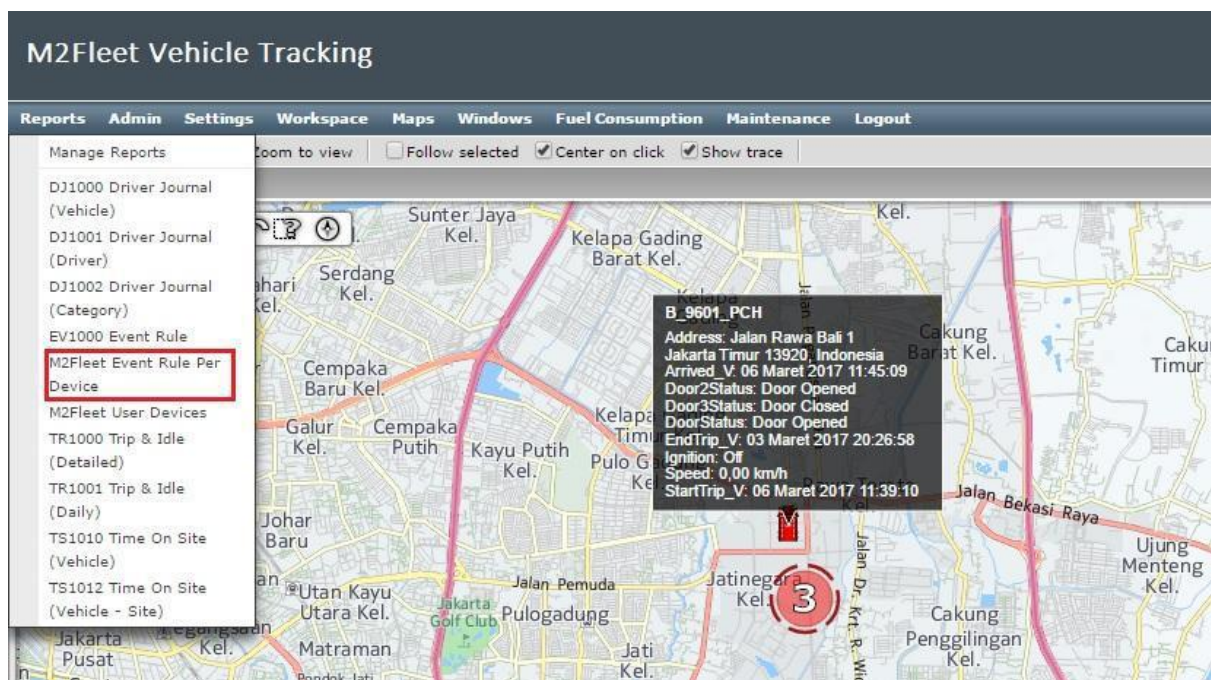 M2Fleet Vehicle Tracking
Reports Admin Settings Workspace Maps Windows Fuel Consumption Maintenance Logout
Manage Reports
Zoom to view Follow selected Center on click Show trace
DJ1000 Driver Journal
(Vehicle)
DJ1001 Driver Journal
(Driver)
DJ1002 Driver Journal
(Category)
EV1000 Event Rule
M2Fleet Event Rule Per
Device
M2Fleet User Devices
TR1000 Trip & Idle
(Detailed)
TR1001 Trip & Idle
(Daily)
TS1010 Time On Site
(Vehicle)
TS1012 Time On Site
(Vehicle - Site)
Sunter Jaya
Kel.
Kelapa Gading
Barat Kel.
Kel.
Serdang
Kel.
B_9601_PCH
Address: Jalan Rawa Bali 1
Jakarta Timur 13920, Indonesia
Arrived_V: 06 Maret 2017 11:45:09
Door2Status: Door Opened
Door3Status: Door Closed
DoorStatus: Door Opened
EndTrip_V: 03 Maret 2017 20:26:58
Ignition: Off
Speed: 0,00 km/h
StartTrip_V: 06 Maret 2017 11:39:10
Cakung
Barat Kel.
Cakung
Timur
Cempaka
Baru Kel.
Galur
Kel.
Cempaka
Putih
Kayu Putih
Kel.
Jalan Bekasi Raya
Johar
Baru
Utan Kayu
Utara Kel.
Jalan Pemuda
Jakarta
Golf Club
Pulogadung
Jatinegara
Kel.
3
Jalan Dr. Krt. R.
Ujung
Menteng
Kel.
Cakung
Penggilingan
Kel.
Jakarta
Pusat
Kel.
Matraman
Jati
Kel.